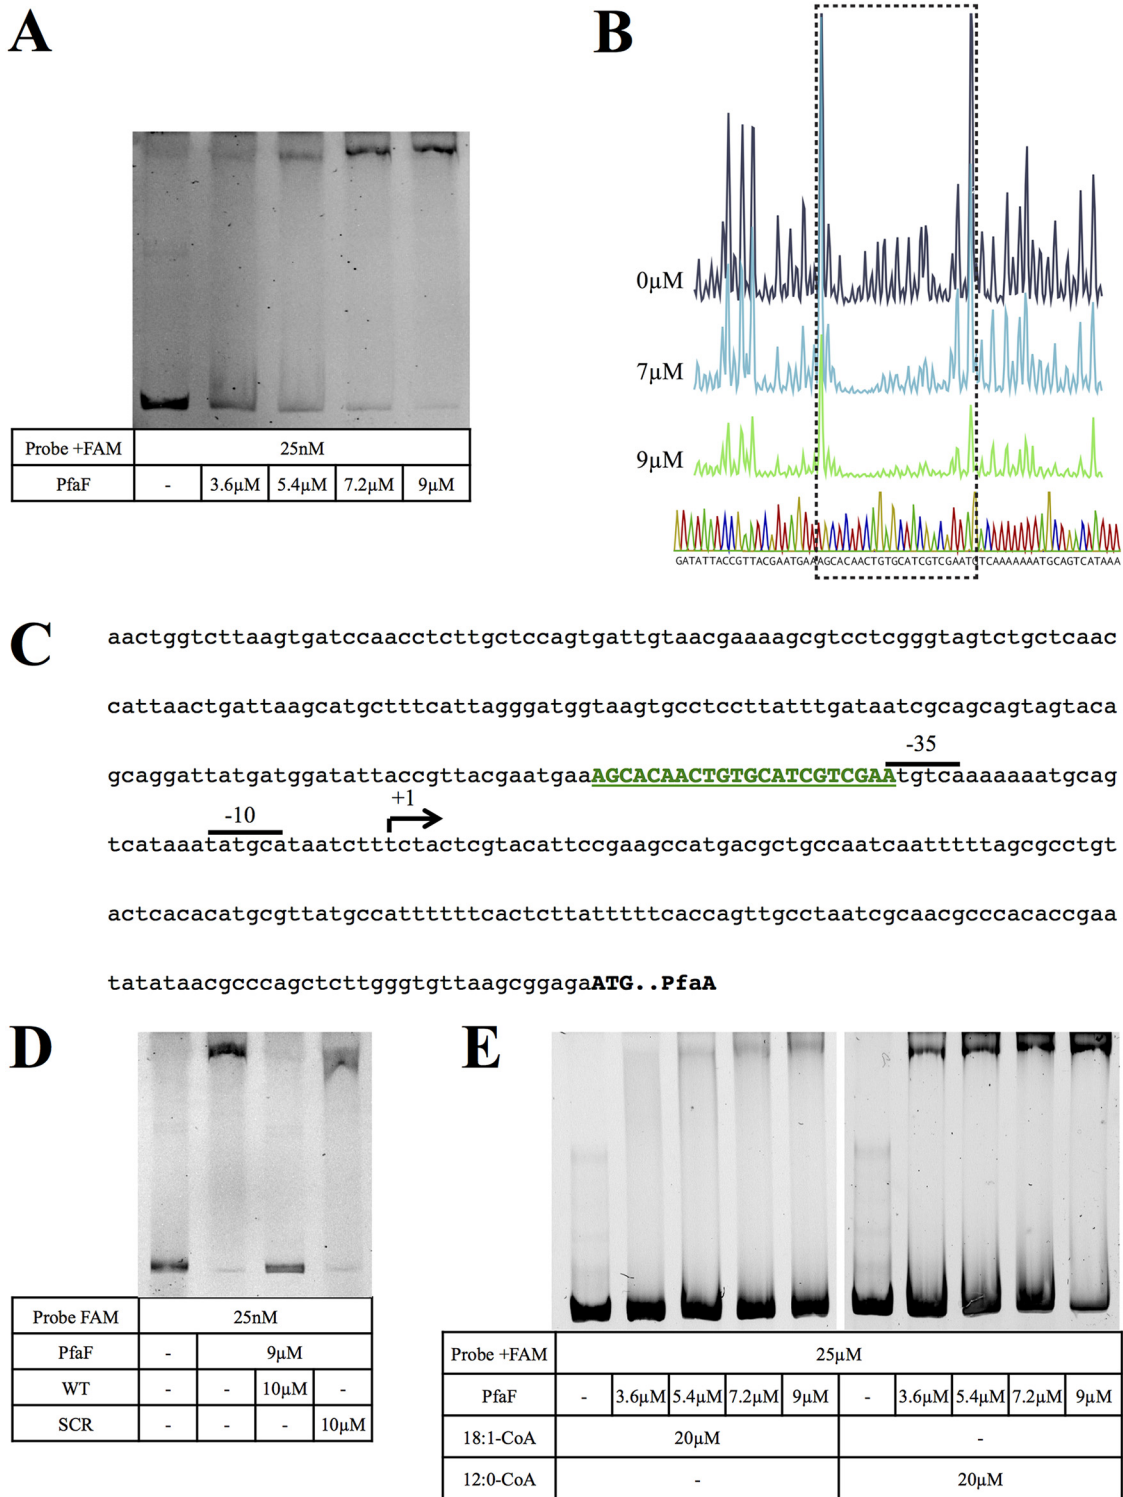 A
B
Probe +FAM 25nM
PfaF - 3.6µM 5.4µM 7.2µM 9µM
0µM
7µM
9µM
GATATTACCGTTACGAATGAAAGCACAACTGTGCATCGTCGAATGTCAAAAAAATGCAGTCATAAA
C
aactggtcttaagtgatccaacctcttgctccagtgattgtaacgaaaagcgtcctcgggtagtctgctcaac
cattaactgattaagcatgctttcattagggatggtaagtgcctccttatttgataatcgcagcagtagtaca
-35
gcaggattatgatggatattaccgttacgaatgaaAGCACAACTGTGCATCGTCGAAtgtcaaaaaaatgcag
-10 +1
tcataaatatgcataatctttctactcgtacattccgaagccatgacgctgccaatcaatttttagcgcctgt
actcacacatgcgttatgccattttttcactcttatttttcaccagttgcctaatcgcaacgcccacaccgaa
tatataacgcccagctcttgggtgttaagcggagaATG..PfaA
D
E
Probe FAM 25nM
PfaF - 9µM
WT - - 10µM -
SCR - - - 10µM
Probe +FAM 25µM
PfaF - 3.6µM 5.4µM 7.2µM 9µM - 3.6µM 5.4µM 7.2µM 9µM
18:1-CoA 20µM -
12:0-CoA - 20µM